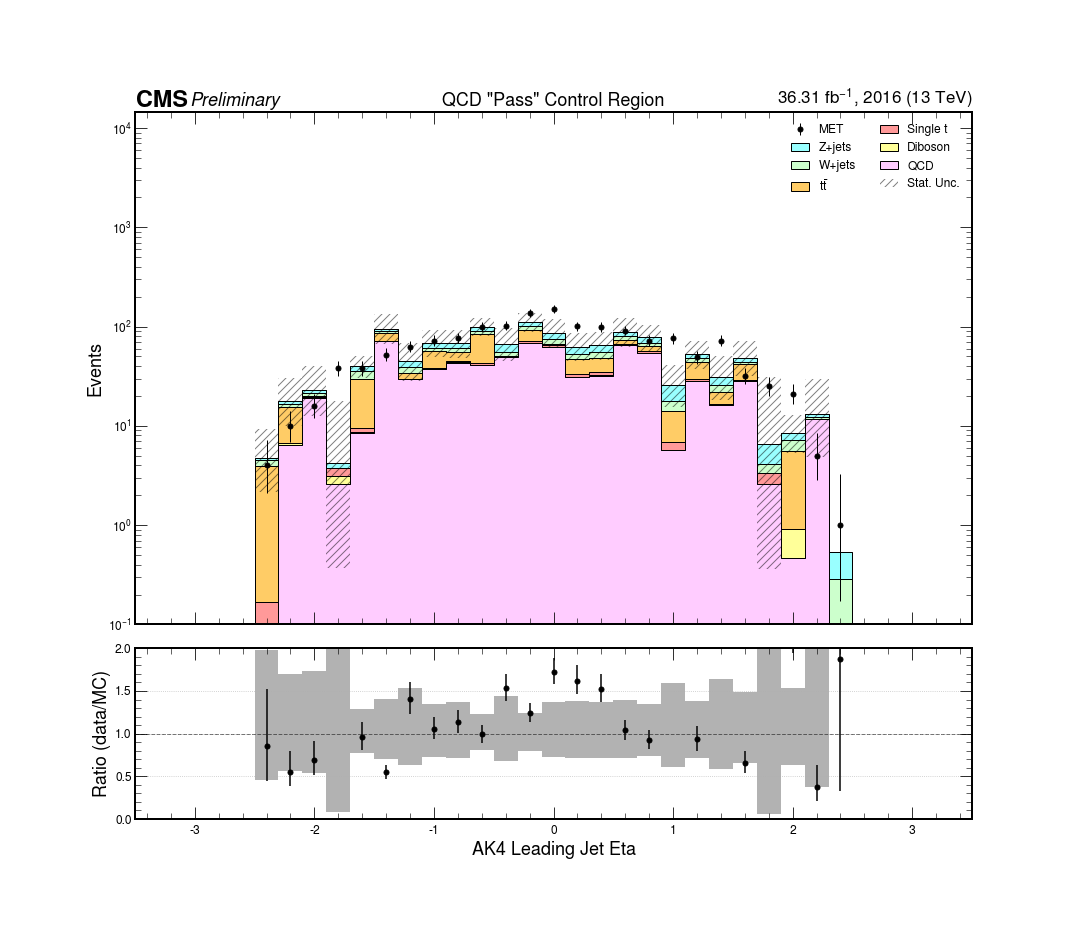 CMS Preliminary QCD "Pass" Control Region 36.31 fb⁻¹, 2016 (13 TeV)
MET
Z+jets
W+jets
tt̄
Single t
Diboson
QCD
Stat. Unc.
Events
10⁴
10³
10²
10¹
10⁰
10⁻¹
Ratio (data/MC)
2.0
1.5
1.0
0.5
0.0
-3 -2 -1 0 1 2 3
AK4 Leading Jet Eta